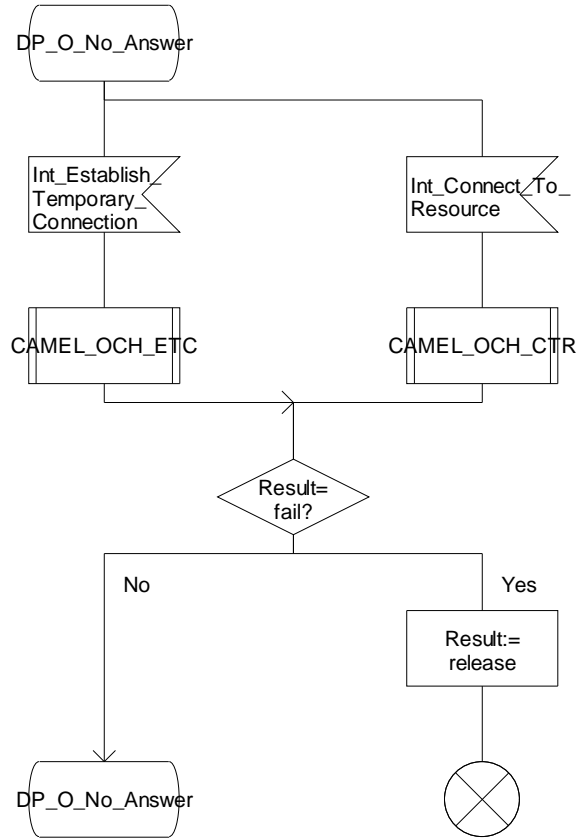 DP_O_No_Answer
Int_Establish_
Temporary_
Connection
Int_Connect_To_
Resource
CAMEL_OCH_ETC
CAMEL_OCH_CTR
Result=
fail?
No
Yes
Result:=
release
DP_O_No_Answer